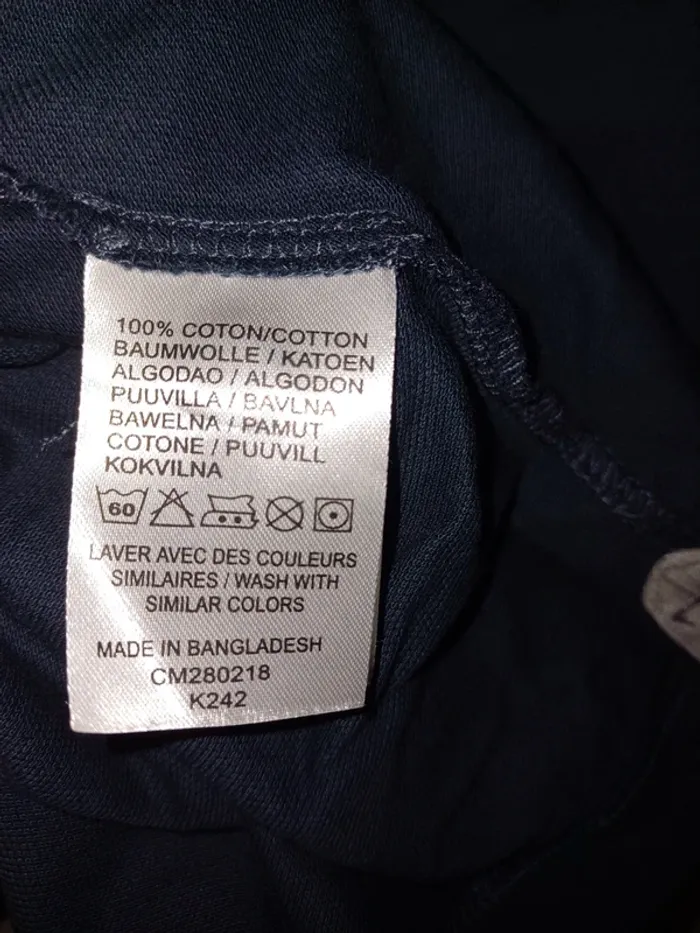 100% COTON/COTTON
BAUMWOLLE / KATOEN
ALGODAO / ALGODON
PUUVILLA / BAVLNA
BAWELNA / PAMUT
COTONE / PUUVILL
KOKVILNA
60
LAVER AVEC DES COULEURS
SIMILAIRES / WASH WITH
SIMILAR COLORS
MADE IN BANGLADESH
CM280218
K242